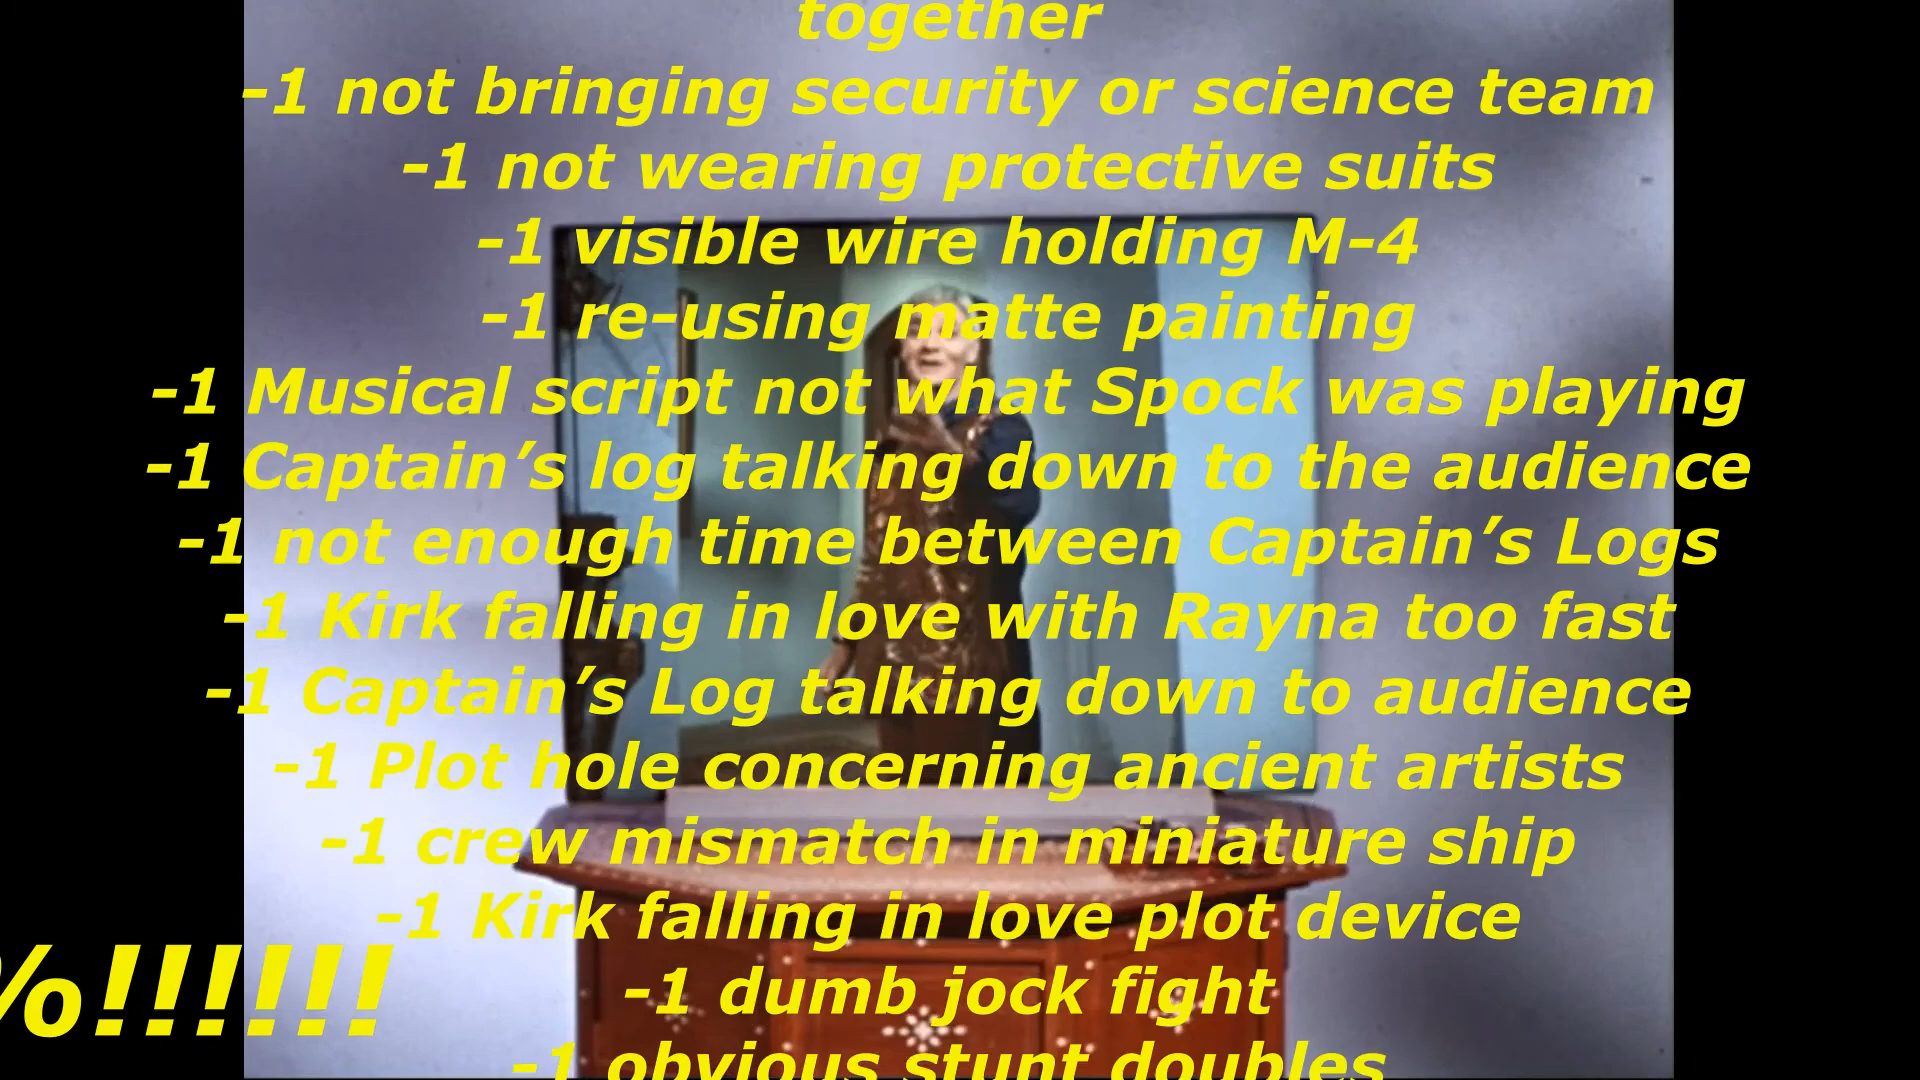 together
-1 not bringing security or science team
-1 not wearing protective suits
-1 visible wire holding M-4
-1 re-using matte painting
-1 Musical script not what Spock was playing
-1 Captain’s log talking down to the audience
-1 not enough time between Captain’s Logs
-1 Kirk falling in love with Rayna too fast
-1 Captain’s Log talking down to audience
-1 Plot hole concerning ancient artists
-1 crew mismatch in miniature ship
-1 Kirk falling in love plot device
%!!!!!!
-1 dumb jock fight
-1 obvious stunt doubles